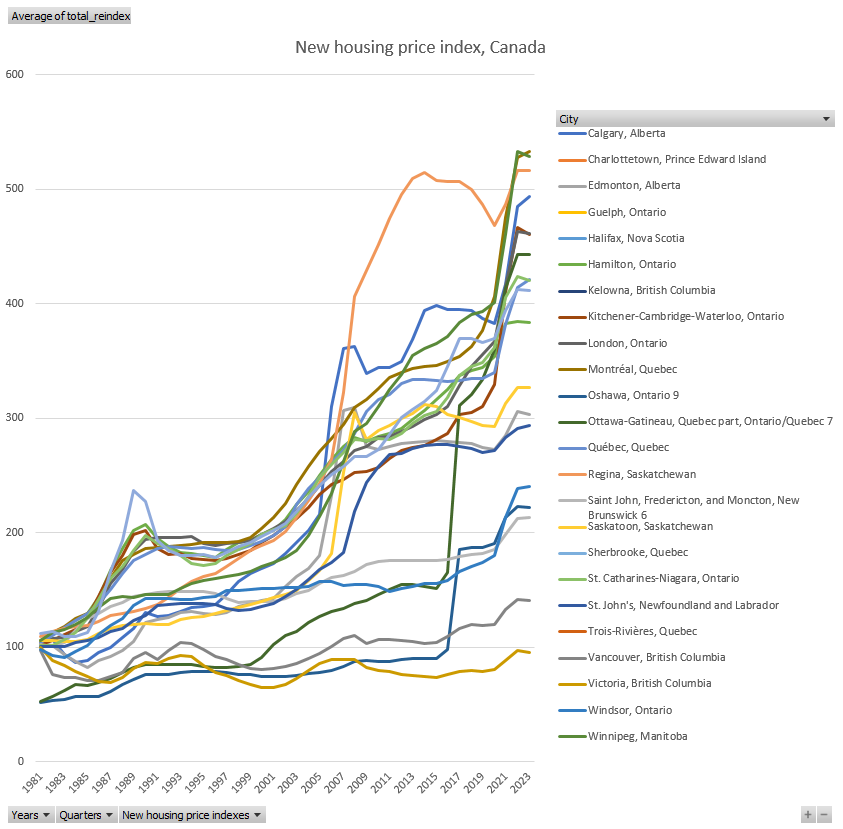 Average of total_reindex
New housing price index, Canada
600
500
400
300
200
100
0
1981 1983 1985 1987 1989 1991 1993 1995 1997 1999 2001 2003 2005 2007 2009 2011 2013 2015 2017 2019 2021 2023
City
Calgary, Alberta
Charlottetown, Prince Edward Island
Edmonton, Alberta
Guelph, Ontario
Halifax, Nova Scotia
Hamilton, Ontario
Kelowna, British Columbia
Kitchener-Cambridge-Waterloo, Ontario
London, Ontario
Montréal, Quebec
Oshawa, Ontario 9
Ottawa-Gatineau, Quebec part, Ontario/Quebec 7
Québec, Quebec
Regina, Saskatchewan
Saint John, Fredericton, and Moncton, New
Brunswick 6
Saskatoon, Saskatchewan
Sherbrooke, Quebec
St. Catharines-Niagara, Ontario
St. John's, Newfoundland and Labrador
Trois-Rivières, Quebec
Vancouver, British Columbia
Victoria, British Columbia
Windsor, Ontario
Winnipeg, Manitoba
Years Quarters New housing price indexes + −